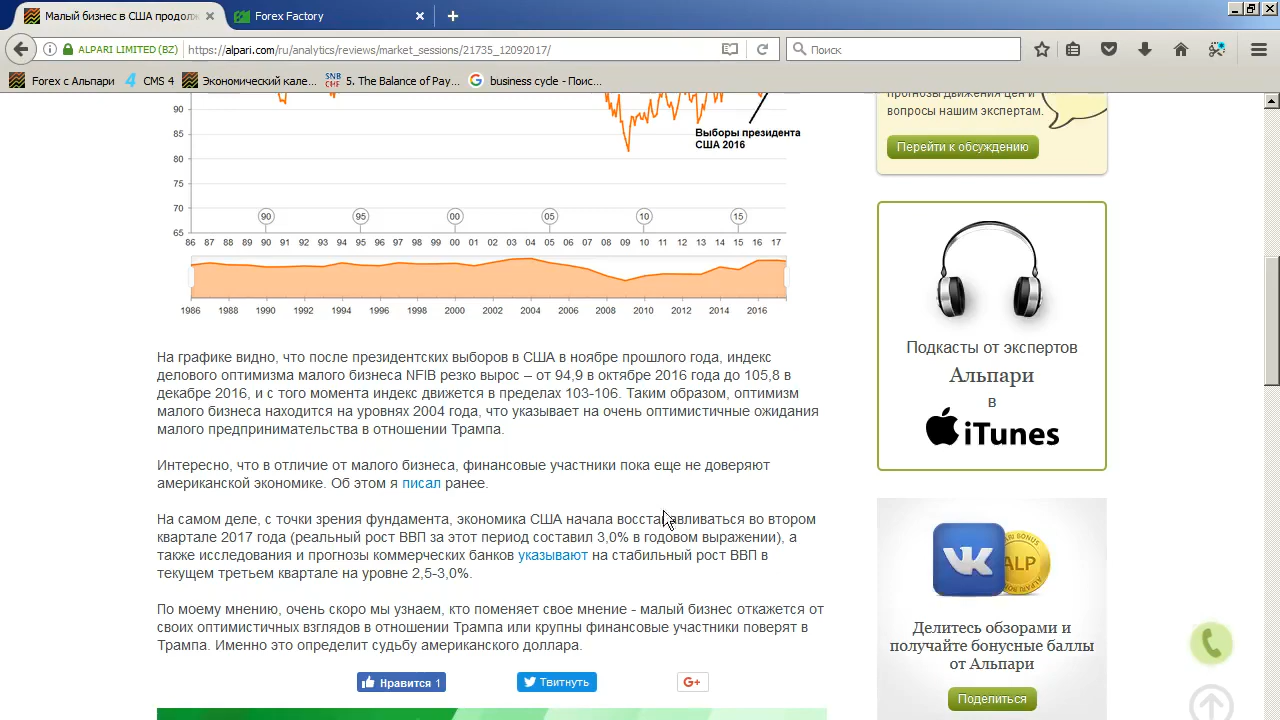 Малый бизнес в США продолж
Forex Factory
ALPARI LIMITED (BZ)
https://alpari.com/ru/analytics/reviews/market_sessions/21735_12092017/
Поиск
Forex с Альпари
4 CMS 4
Экономический кале...
SNB CHF 5. The Balance of Pay...
G business cycle - Поис...
90
85
80
75
70
65
Выборы президента
США 2016
90 95 00 05 10 15
86 87 88 89 90 91 92 93 94 95 96 97 98 99 00 01 02 03 04 05 06 07 08 09 10 11 12 13 14 15 16 17
1986 1988 1990 1992 1994 1996 1998 2000 2002 2004 2006 2008 2010 2012 2014 2016
На графике видно, что после президентских выборов в США в ноябре прошлого года, индекс
делового оптимизма малого бизнеса NFIB резко вырос – от 94,9 в октябре 2016 года до 105,8 в
декабре 2016, и с того момента индекс движется в пределах 103-106. Таким образом, оптимизм
малого бизнеса находится на уровнях 2004 года, что указывает на очень оптимистичные ожидания
малого предпринимательства в отношении Трампа.
Интересно, что в отличие от малого бизнеса, финансовые участники пока еще не доверяют
американской экономике. Об этом я писал ранее.
На самом деле, с точки зрения фундамента, экономика США начала восстанавливаться во втором
квартале 2017 года (реальный рост ВВП за этот период составил 3,0% в годовом выражении), а
также исследования и прогнозы коммерческих банков указывают на стабильный рост ВВП в
текущем третьем квартале на уровне 2,5-3,0%.
По моему мнению, очень скоро мы узнаем, кто поменяет свое мнение - малый бизнес откажется от
своих оптимистичных взглядов в отношении Трампа или крупны финансовые участники поверят в
Трампа. Именно это определит судьбу американского доллара.
Нравится 1
Твитнуть
G+
прогнозы движения цен и
вопросы нашим экспертам.
Перейти к обсуждению
Подкасты от экспертов
Альпари
в
iTunes
ALP
Делитесь обзорами и
получайте бонусные баллы
от Альпари
Поделиться